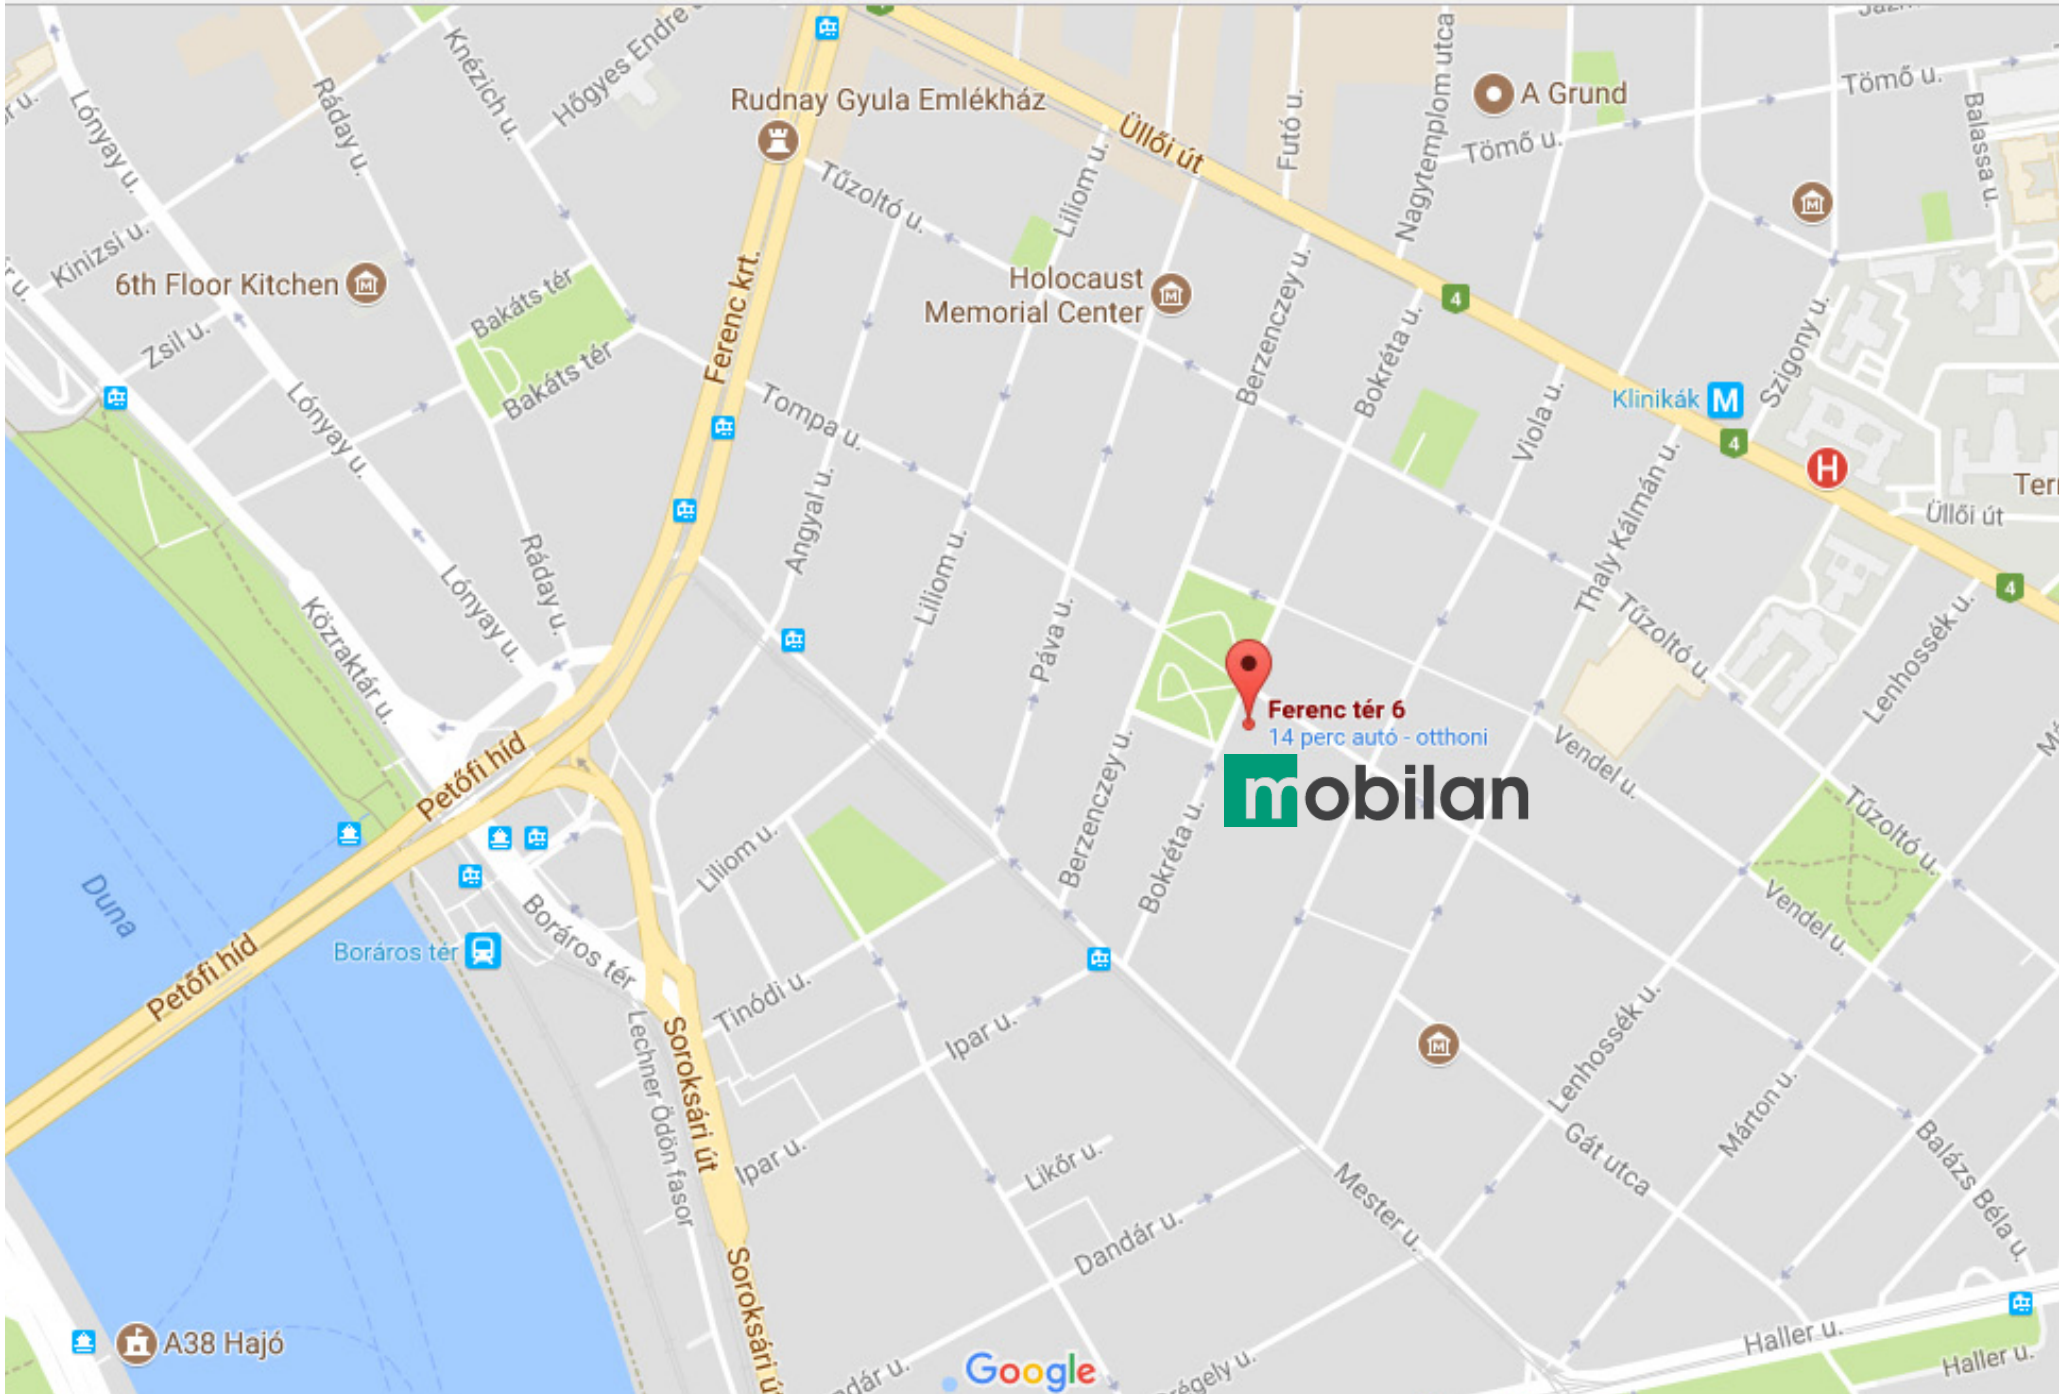 Knézich u.
Hőgyes Endre
Lónyay u.
Ráday u.
Rudnay Gyula Emlékház
Üllői út
Futó u.
Nagytemplom utca
A Grund
Tömő u.
Tömő u.
Balassa u.
Tűzoltó u.
Liliom u.
Kinizsi u.
6th Floor Kitchen
Bakáts tér
Zsil u.
Bakáts tér
Ferenc krt.
Holocaust
Memorial Center
Berzenczey u.
Bokréta u.
4
Szigony u.
Klinikák
M
4
H
Üllői út
Lónyay u.
Tompa u.
Angyal u.
Viola u.
Thaly Kálmán u.
Ráday u.
Lónyay u.
Liliom u.
Páva u.
Közraktár u.
Tűzoltó u.
4
Lenhossék u.
Ferenc tér 6
14 perc autó - otthoni
mobilan
Petőfi híd
Vendel u.
Tűzoltó u.
Berzenczey u.
Bokréta u.
Liliom u.
Vendel u.
Duna
Petőfi híd
Boráros tér
Boráros tér
Tinódi u.
Ipar u.
Lechner Ödön fasor
Soroksári út
Ipar u.
Likőr u.
Dandár u.
Mester u.
Lenhossék u.
Gát utca
Márton u.
Balázs Béla u.
A38 Hajó
Soroksári út
Google
Haller u.
Haller u.